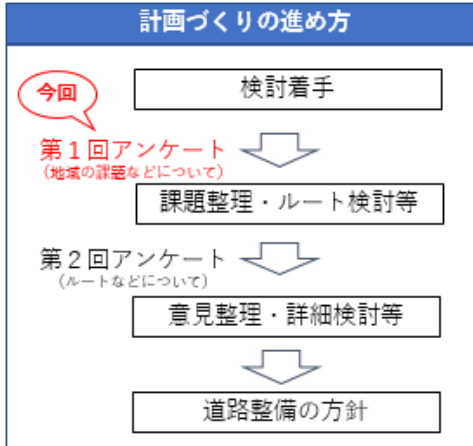 計画づくりの進め方
今回
検討着手
第１回アンケート
（地域の課題などについて）
課題整理・ルート検討等
第２回アンケート
（ルートなどについて）
意見整理・詳細検討等
道路整備の方針